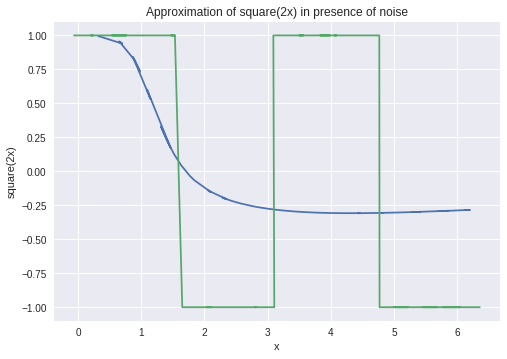 Approximation of square(2x) in presence of noise
square(2x)
1.00
0.75
0.50
0.25
0.00
−0.25
−0.50
−0.75
−1.00
0 1 2 3 4 5 6
x